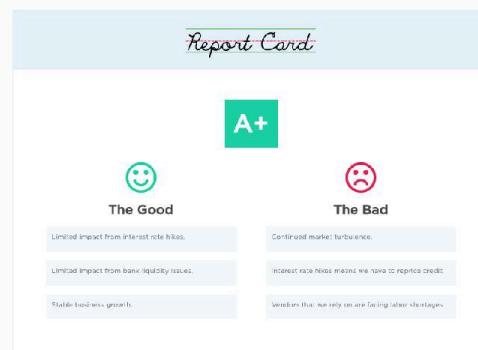 Report Card
A+
The Good
The Bad
Limited impact from interest rate hikes.
Limited impact from bank liquidity issues.
Stable business growth.
Continued market turbulence.
Interest rate hikes means we have to reprice credit.
Vendors that we rely on are facing labor shortages.